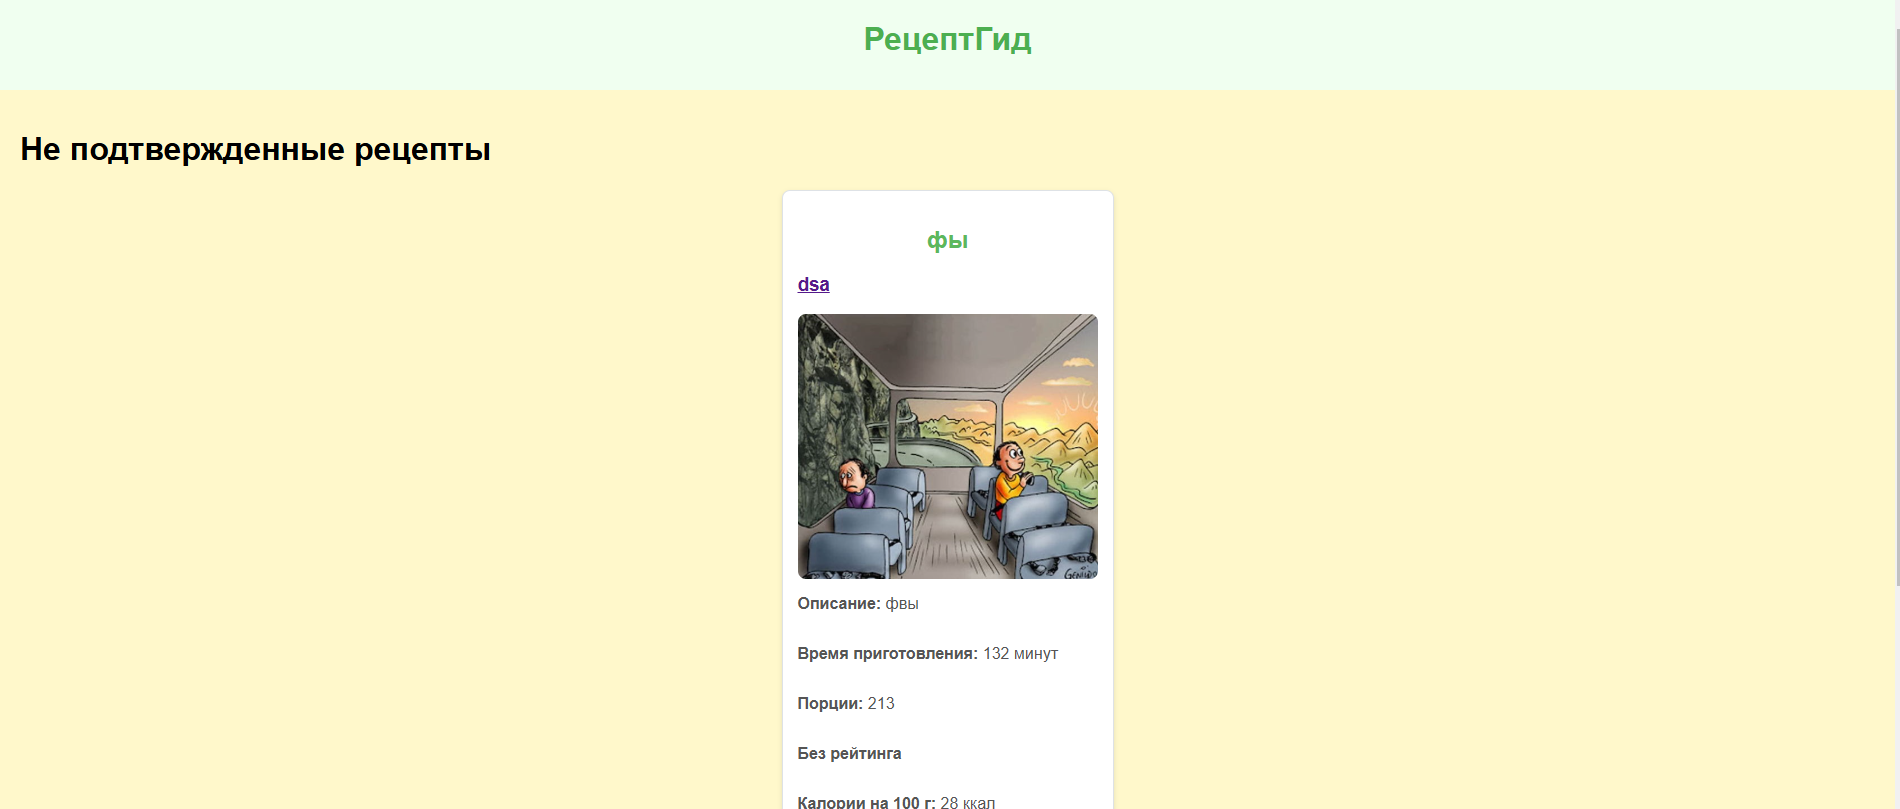 РецептГид
Не подтвержденные рецепты
фы
dsa
Описание: фвы
Время приготовления: 132 минут
Порции: 213
Без рейтинга
Калории на 100 г: 28 ккал